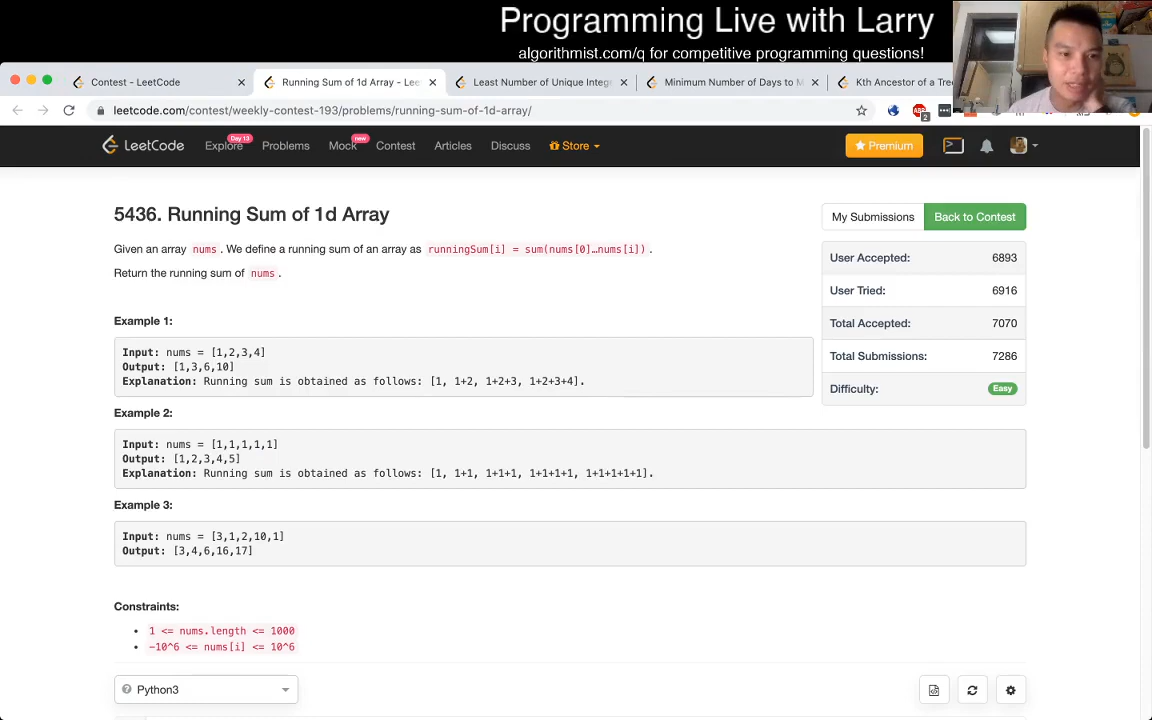 Programming Live with Larry
algorithmist.com/q for competitive programming questions!
Contest - LeetCode
Running Sum of 1d Array - Lee
Least Number of Unique Integ
Minimum Number of Days to M
Kth Ancestor of a Tre
leetcode.com/contest/weekly-contest-193/problems/running-sum-of-1d-array/
2
LeetCode
Explore
Day 13
Problems
Mock
new
Contest
Articles
Discuss
Store
Premium
5436. Running Sum of 1d Array
My Submissions
Back to Contest
Given an array nums. We define a running sum of an array as runningSum[i] = sum(nums[0]…nums[i]).
Return the running sum of nums.
User Accepted: 6893
User Tried: 6916
Total Accepted: 7070
Total Submissions: 7286
Difficulty: Easy
Example 1:
Input: nums = [1,2,3,4]
Output: [1,3,6,10]
Explanation: Running sum is obtained as follows: [1, 1+2, 1+2+3, 1+2+3+4].
Example 2:
Input: nums = [1,1,1,1,1]
Output: [1,2,3,4,5]
Explanation: Running sum is obtained as follows: [1, 1+1, 1+1+1, 1+1+1+1, 1+1+1+1+1].
Example 3:
Input: nums = [3,1,2,10,1]
Output: [3,4,6,16,17]
Constraints:
1 <= nums.length <= 1000
-10^6 <= nums[i] <= 10^6
Python3